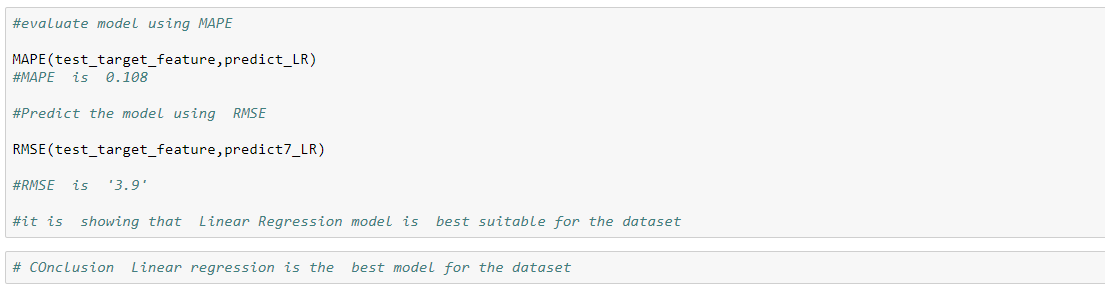 #evaluate model using MAPE
MAPE(test_target_feature,predict_LR)
#MAPE  is  0.108
#Predict the model using  RMSE
RMSE(test_target_feature,predict7_LR)
#RMSE  is  '3.9'
#it is  showing that  Linear Regression model is  best suitable for the dataset
# COnclusion  Linear regression is the  best model for the dataset